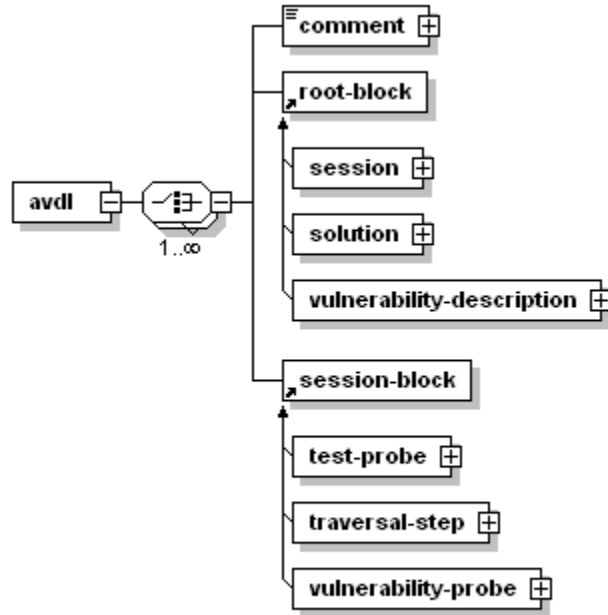 comment
root-block
session
avdl
1..∞
solution
vulnerability-description
session-block
test-probe
traversal-step
vulnerability-probe